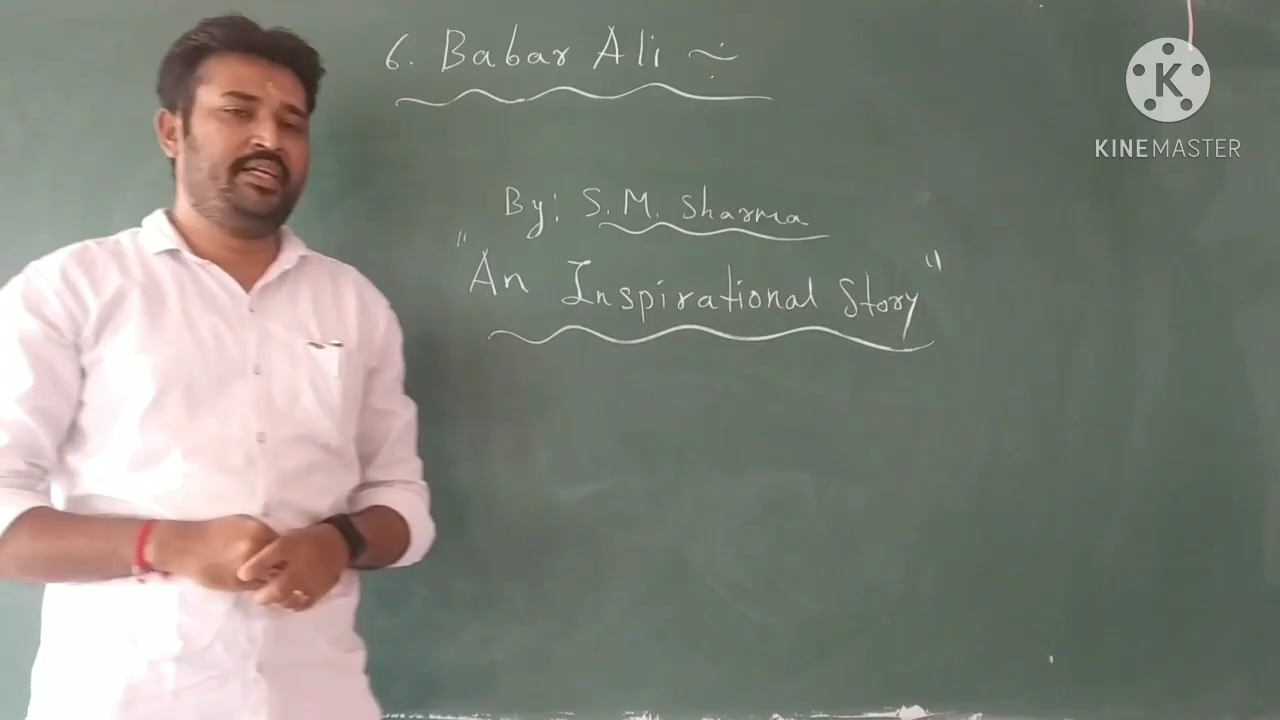 6. Babar Ali ~
By: S. M. Sharma
"An Inspirational Story"
K
KINEMASTER